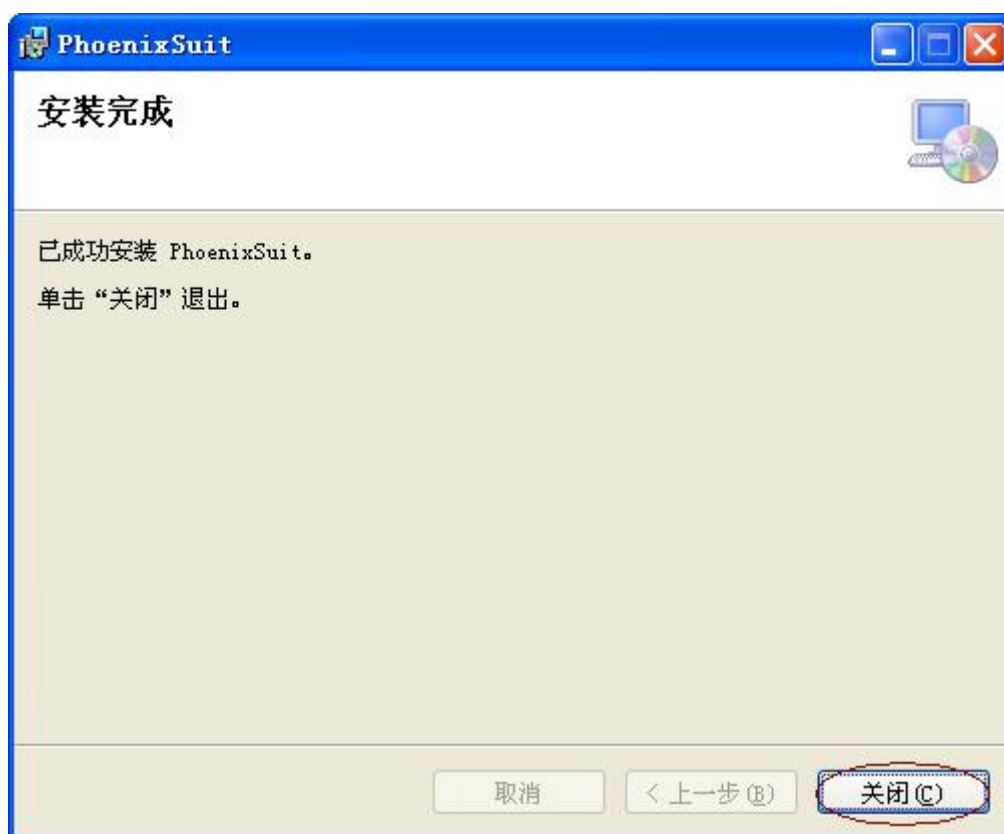 PhoenixSuit
安装完成
已成功安装 PhoenixSuit。
单击“关闭”退出。
取消
< 上一步(B)
关闭(C)